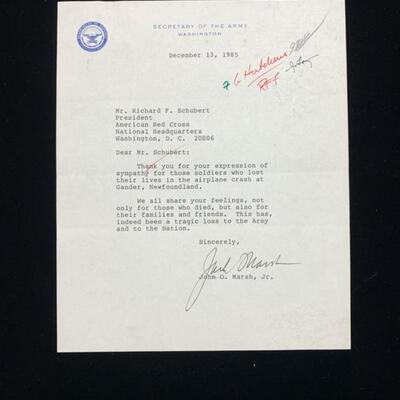 SECRETARY OF THE ARMY
WASHINGTON
December 13, 1985
Mr. Richard F. Schubert
President
American Red Cross
National Headquarters
Washington, D. C. 20006
Dear Mr. Schubert:
Thank you for your expression of
sympathy for those soldiers who lost
their lives in the airplane crash at
Gander, Newfoundland.
We all share your feelings, not
only for those who died, but also for
their families and friends. This has,
indeed been a tragic loss to the Army
and to the Nation.
Sincerely,
Jack Marsh
John O. Marsh, Jr.